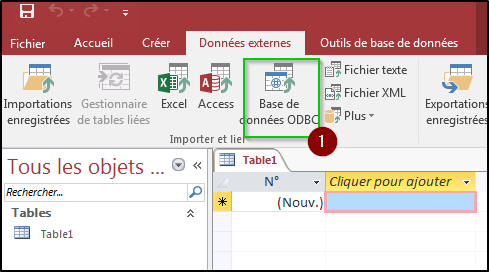 Fichier Accueil Créer Données externes Outils de base de données
Importations enregistrées
Gestionnaire de tables liées
Excel
Access
Base de données ODBC
Fichier texte
Fichier XML
Plus
Exportations enregistrées
Importer et lier
1
Tous les objets ...
Rechercher...
Tables
Table1
Table1
N° Cliquer pour ajouter
(Nouv.)